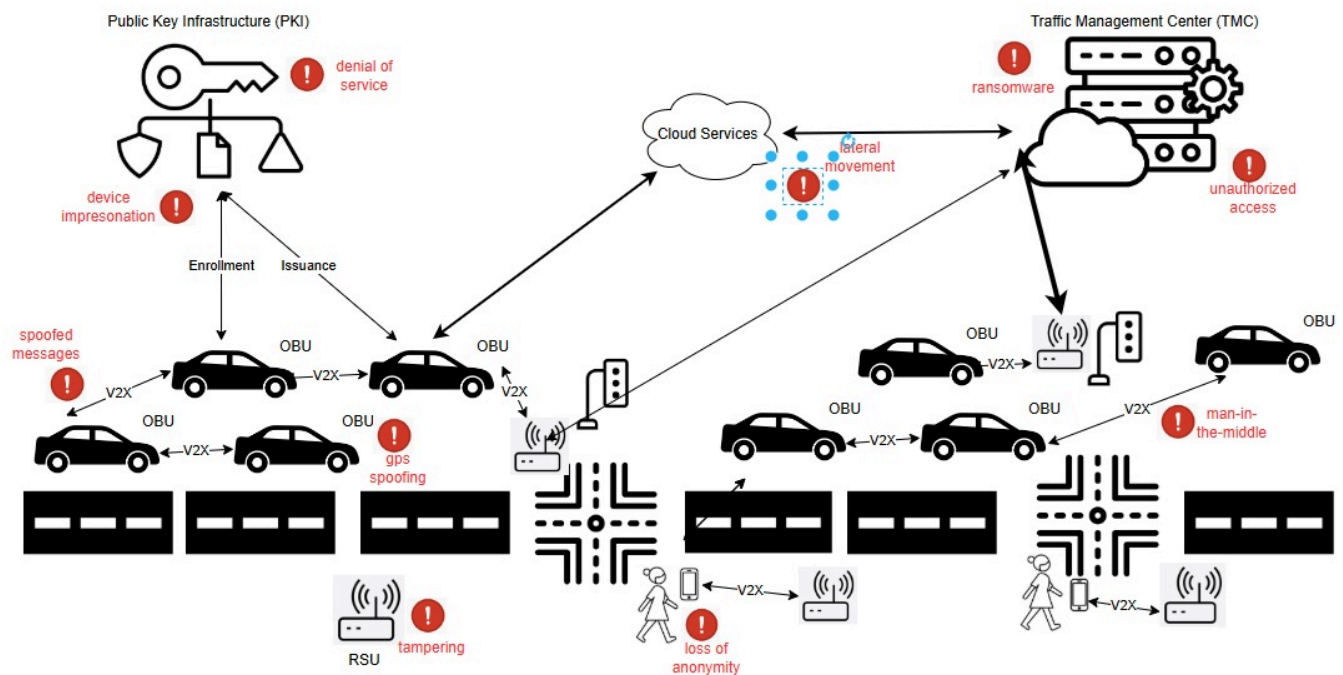 Public Key Infrastructure (PKI)
Traffic Management Center (TMC)
denial of
service
ransomware
Cloud Services
lateral
movement
device
impresonation
unauthorized
access
Enrollment
Issuance
spoofed
messages
OBU
OBU
OBU
OBU
V2X
V2X
V2X
V2X
OBU
OBU
OBU
OBU
V2X
V2X
V2X
man-in-
the-middle
gps
spoofing
V2X
V2X
RSU
tampering
loss of
anonymity